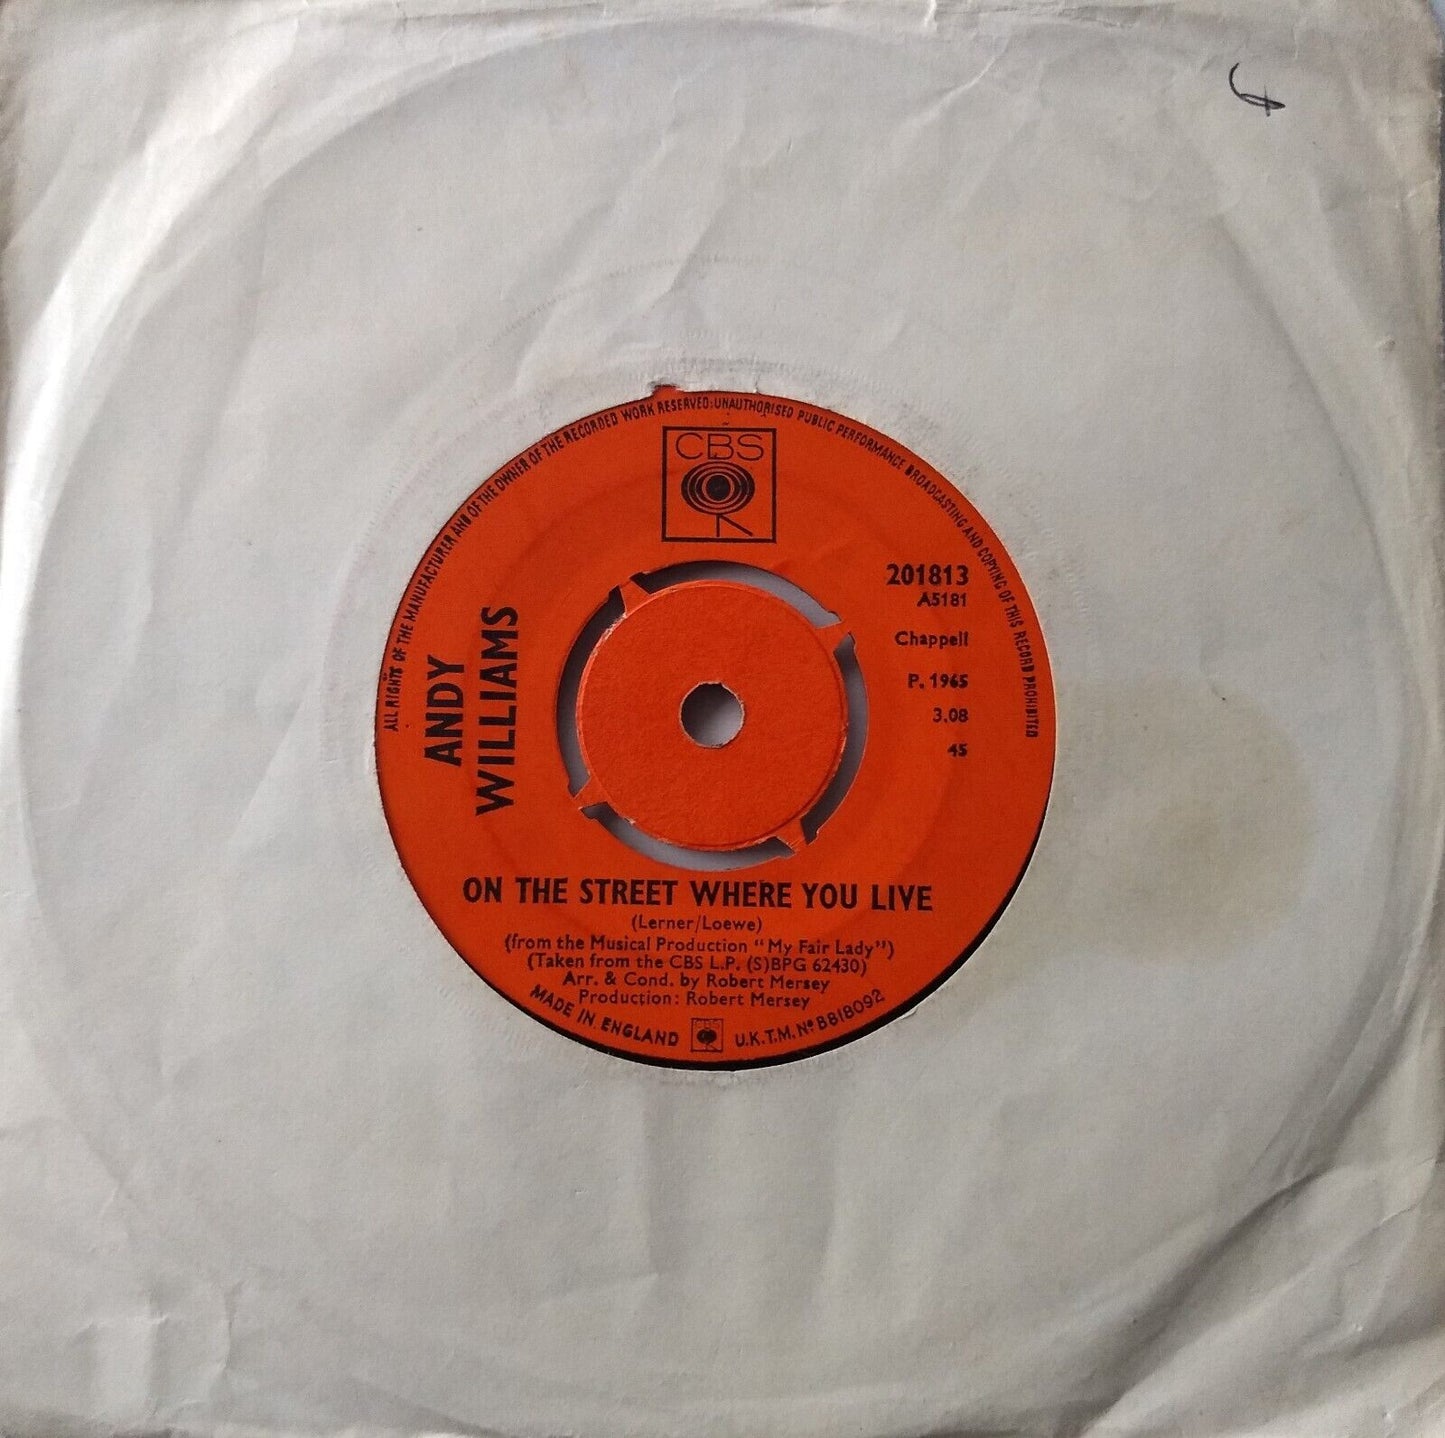 ALL RIGHTS OF THE MANUFACTURER AND OF THE OWNER OF THE RECORDED WORK RESERVED:UNAUTHORISED PUBLIC PERFORMANCE BROADCASTING AND COPYING OF THIS RECORD PROHIBITED
CBS
201813
A5181
Chappell
P. 1965
3.08
45
ANDY
WILLIAMS
ON THE STREET WHERE YOU LIVE
(Lerner/Loewe)
(from the Musical Production "My Fair Lady")
(Taken from the CBS L.P. (S)BPG 62430)
Arr. & Cond. by Robert Mersey
Production: Robert Mersey
MADE IN ENGLAND CBS U.K.T.M. Nº B818092